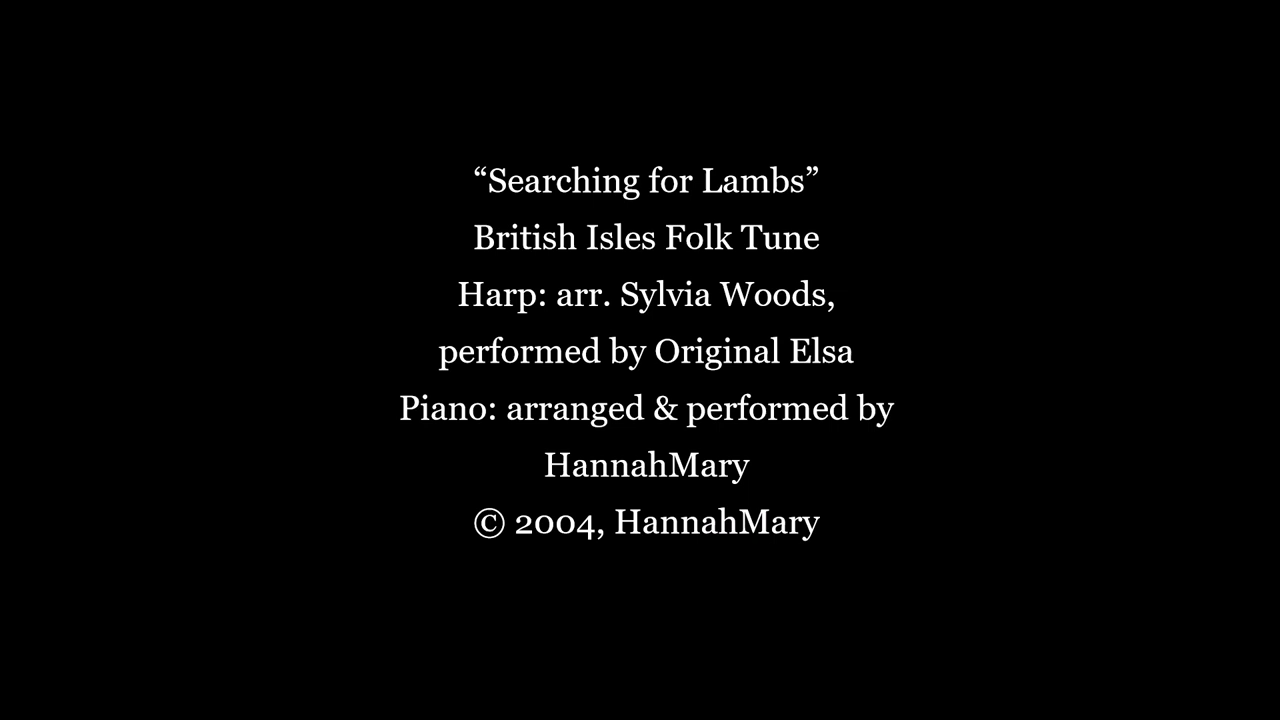 “Searching for Lambs”
British Isles Folk Tune
Harp: arr. Sylvia Woods,
performed by Original Elsa
Piano: arranged & performed by
HannahMary
© 2004, HannahMary